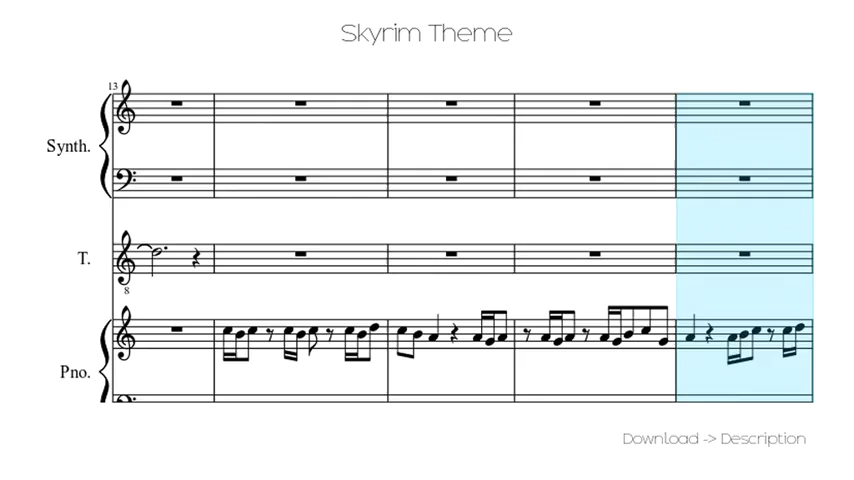 Skyrim Theme
13
Synth.
T.
8
Pno.
Download -> Description